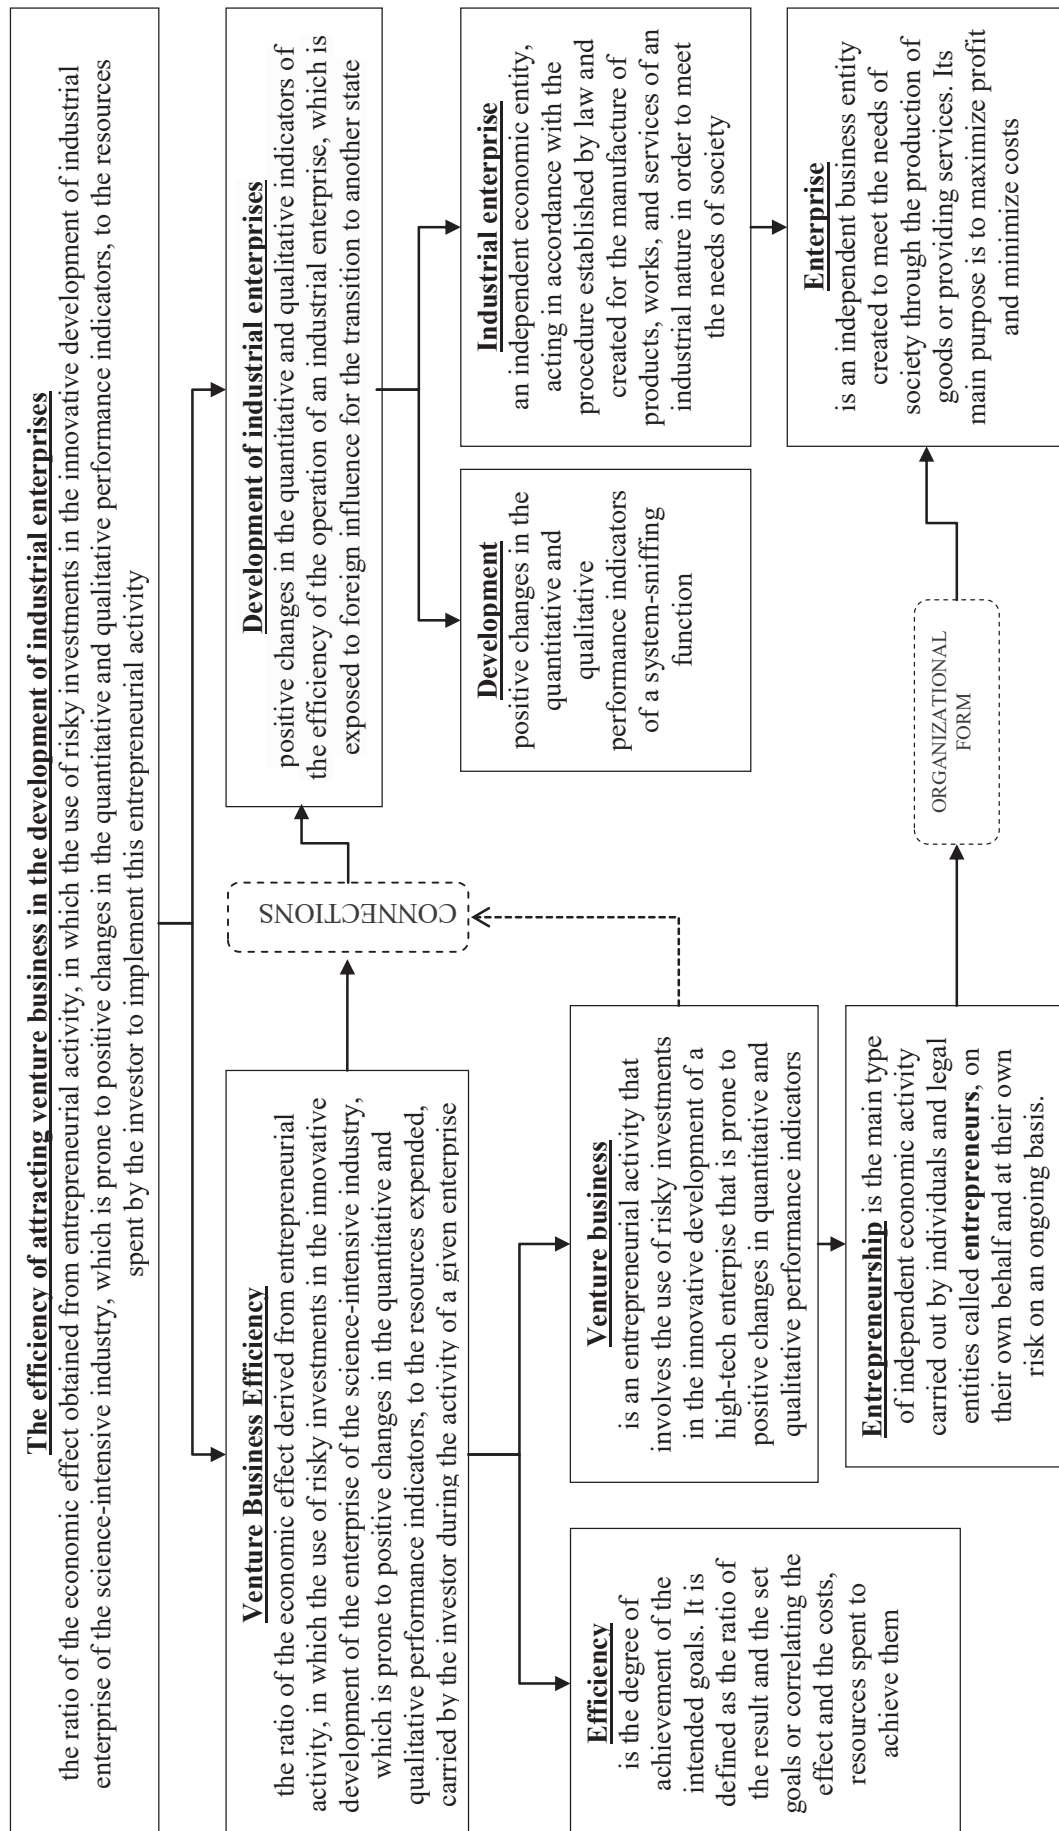 The efficiency of attracting venture business in the development of industrial enterprises
the ratio of the economic effect obtained from entrepreneurial activity, in which the use of risky investments in the innovative development of industrial
enterprise of the science-intensive industry, which is prone to positive changes in the quantitative and qualitative performance indicators, to the resources
spent by the investor to implement this entrepreneurial activity
Venture Business Efficiency
the ratio of the economic effect derived from entrepreneurial
activity, in which the use of risky investments in the innovative
development of the enterprise of the science-intensive industry,
which is prone to positive changes in the quantitative and
qualitative performance indicators, to the resources expended,
carried by the investor during the activity of a given enterprise
CONNECTIONS
Development of industrial enterprises
positive changes in the quantitative and qualitative indicators of
the efficiency of the operation of an industrial enterprise, which is
exposed to foreign influence for the transition to another state
Efficiency
is the degree of
achievement of the
intended goals. It is
defined as the ratio of
the result and the set
goals or correlating the
effect and the costs,
resources spent to
achieve them
Venture business
is an entrepreneurial activity that
involves the use of risky investments
in the innovative development of a
high-tech enterpise that is prone to
positive changes in quantitative and
qualitative performance indicators
Development
positive changes in the
quantitative and
qualitative
performance indicators
of a system-sniffing
function
Industrial enterprise
an independent economic entity,
acting in accordance with the
procedure established by law and
created for the manufacture of
products, works, and services of an
industrial nature in order to meet
the needs of society
Entrepreneurship is the main type
of independent economic activity
carried out by individuals and legal
entities called entrepreneurs, on
their own behalf and at their own
risk on an ongoing basis.
ORGANIZATIONAL
FORM
Enterprise
is an independent business entity
created to meet the needs of
society through the production of
goods or providing services. Its
main purpose is to maximize profit
and minimize costs